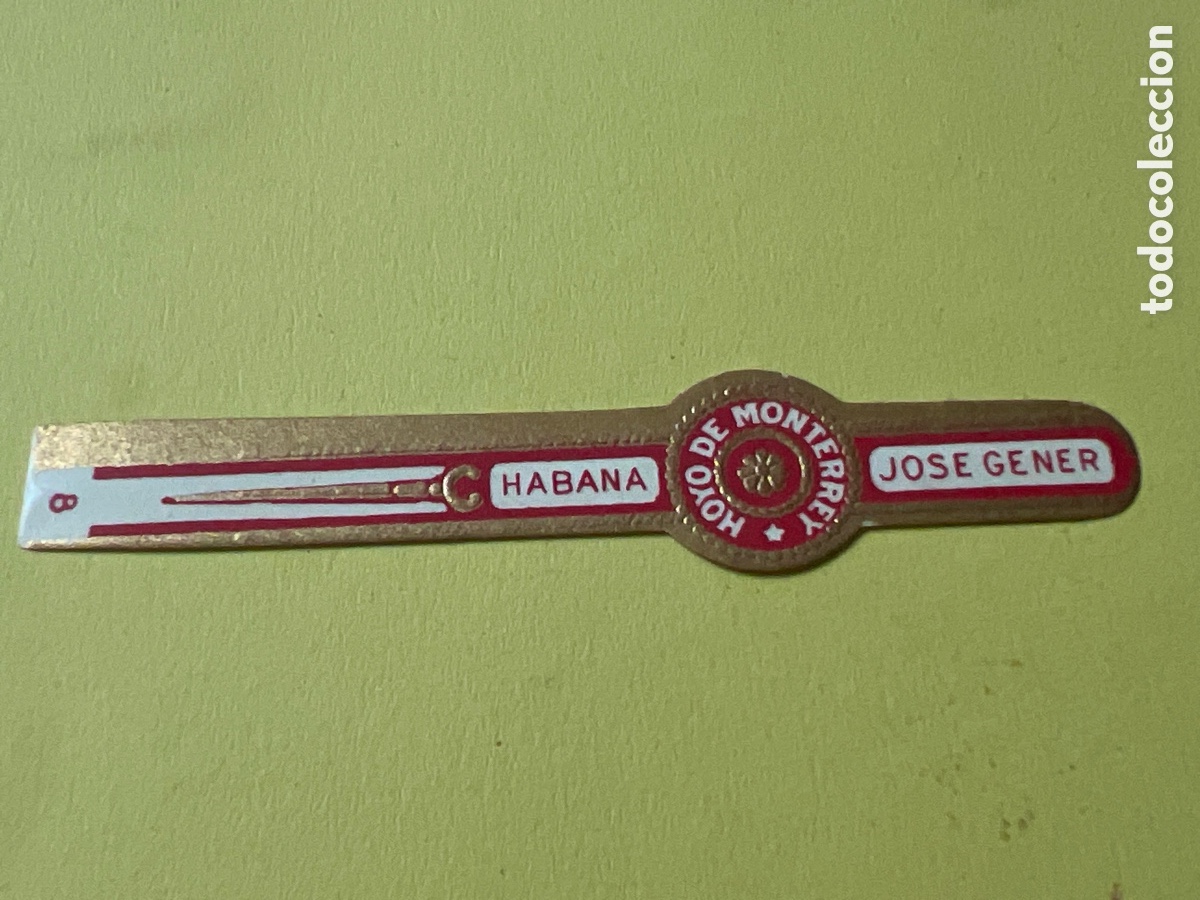 8
HABANA
HOYO DE MONTERREY
JOSE GENER
todocoleccion